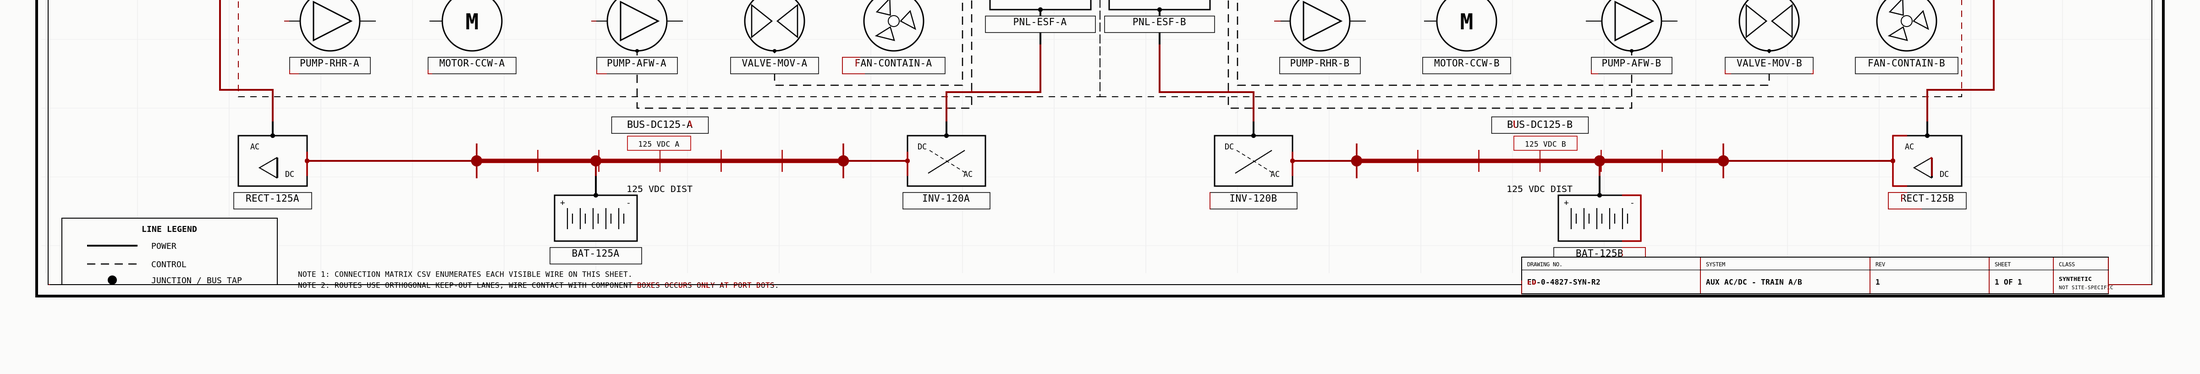 PNL-ESF-A
PNL-ESF-B
PUMP-RHR-A
M
MOTOR-CCW-A
PUMP-AFW-A
VALVE-MOV-A
FAN-CONTAIN-A
PUMP-RHR-B
M
MOTOR-CCW-B
PUMP-AFW-B
VALVE-MOV-B
FAN-CONTAIN-B
BUS-DC125-A
125 VDC A
BUS-DC125-B
125 VDC B
AC
DC
RECT-125A
DC
AC
INV-120A
DC
AC
INV-120B
AC
DC
RECT-125B
125 VDC DIST
+ -
BAT-125A
125 VDC DIST
+ -
BAT-125B
LINE LEGEND
POWER
CONTROL
JUNCTION / BUS TAP
NOTE 1: CONNECTION MATRIX CSV ENUMERATES EACH VISIBLE WIRE ON THIS SHEET.
NOTE 2: ROUTES USE ORTHOGONAL KEEP-OUT LANES, WIRE CONTACT WITH COMPONENT BOXES OCCURS ONLY AT PORT DOTS.
DRAWING NO.
ED-0-4827-SYN-R2
SYSTEM
AUX AC/DC - TRAIN A/B
REV
1
SHEET
1 OF 1
CLASS
SYNTHETIC
NOT SITE-SPECIFIC